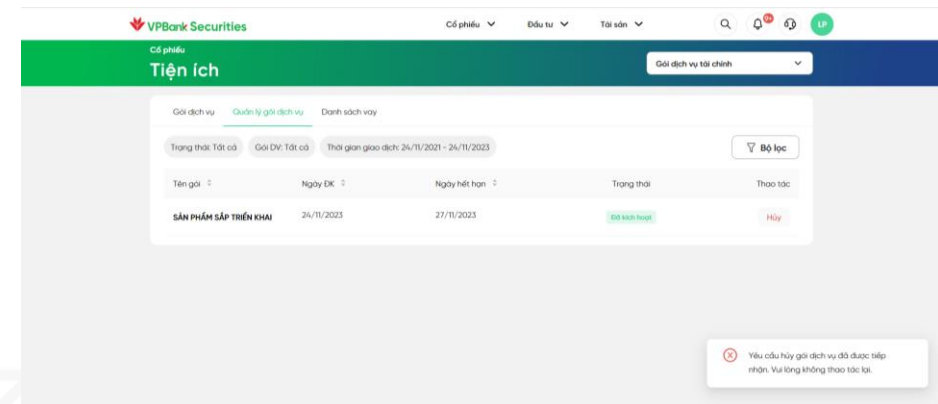 VPBank Securities
Cổ phiếu
Đầu tư
Tài sản
9+
LP
Cổ phiếu
Tiện ích
Gói dịch vụ tài chính
Gói dịch vụ
Quản lý gói dịch vụ
Danh sách vay
Trạng thái: Tất cả
Gói DV: Tất cả
Thời gian giao dịch: 24/11/2021 - 24/11/2023
Bộ lọc
Tên gói
Ngày ĐK
Ngày hết hạn
Trạng thái
Thao tác
SẢN PHẨM SẮP TRIỂN KHAI
24/11/2023
27/11/2023
Đã kích hoạt
Hủy
Yêu cầu hủy gói dịch vụ đã được tiếp
nhận. Vui lòng không thao tác lại.